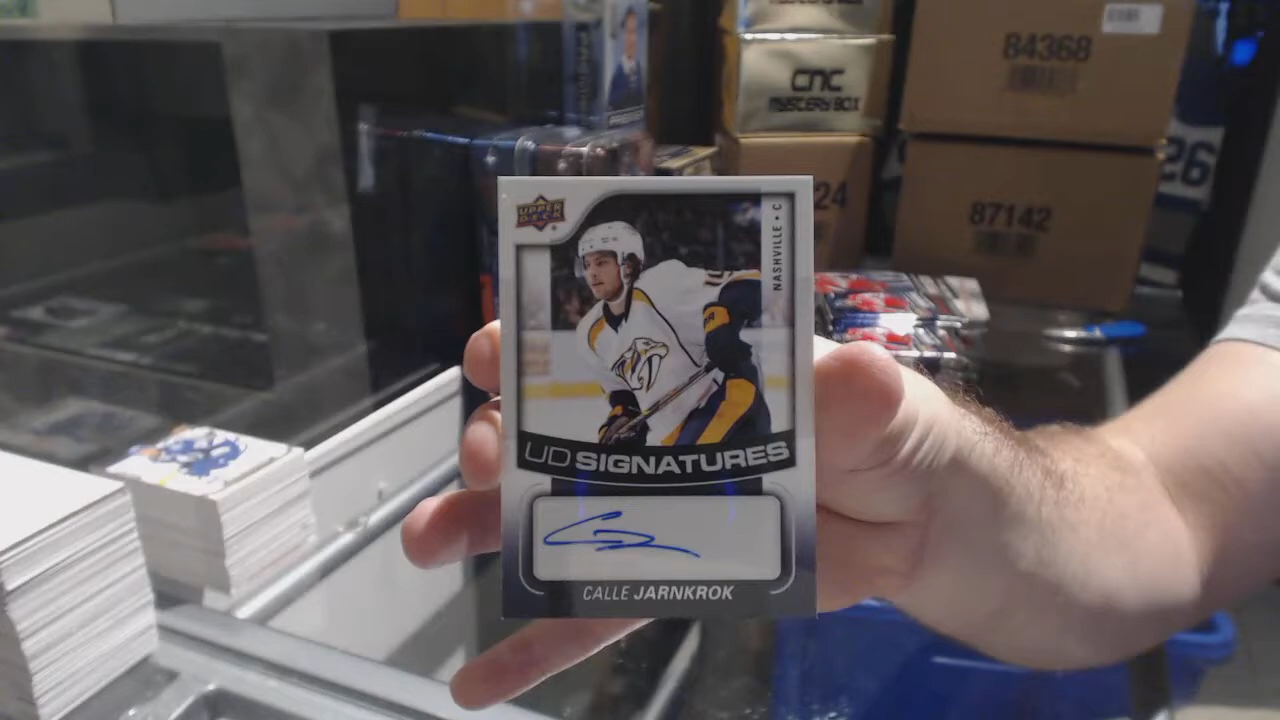 84368
CNC
MYSTERY BOX
26
24
87142
UPPER
DECK
NASHVILLE • C
UD SIGNATURES
CALLE JARNKROK